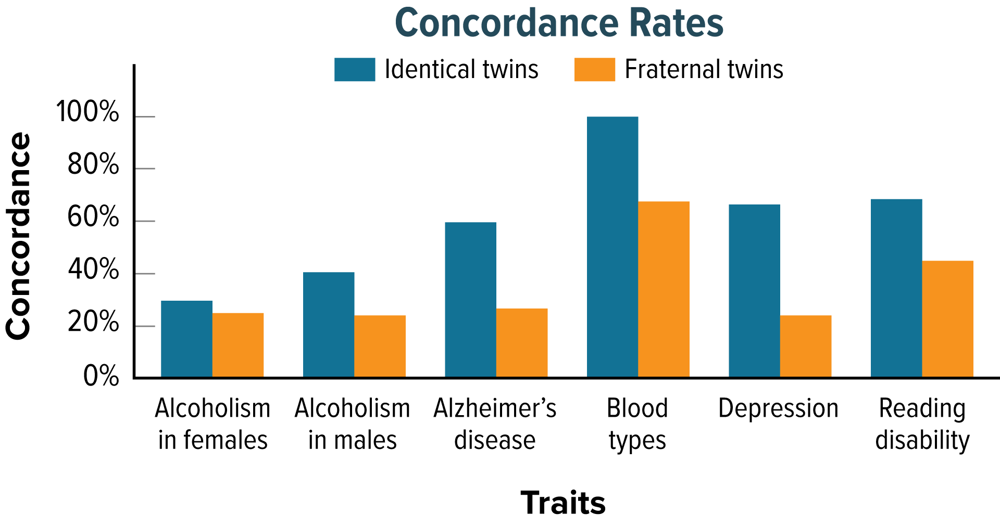 Concordance Rates
Identical twins Fraternal twins
Concordance
100%
80%
60%
40%
20%
0%
Alcoholism in females
Alcoholism in males
Alzheimer’s disease
Blood types
Depression
Reading disability
Traits